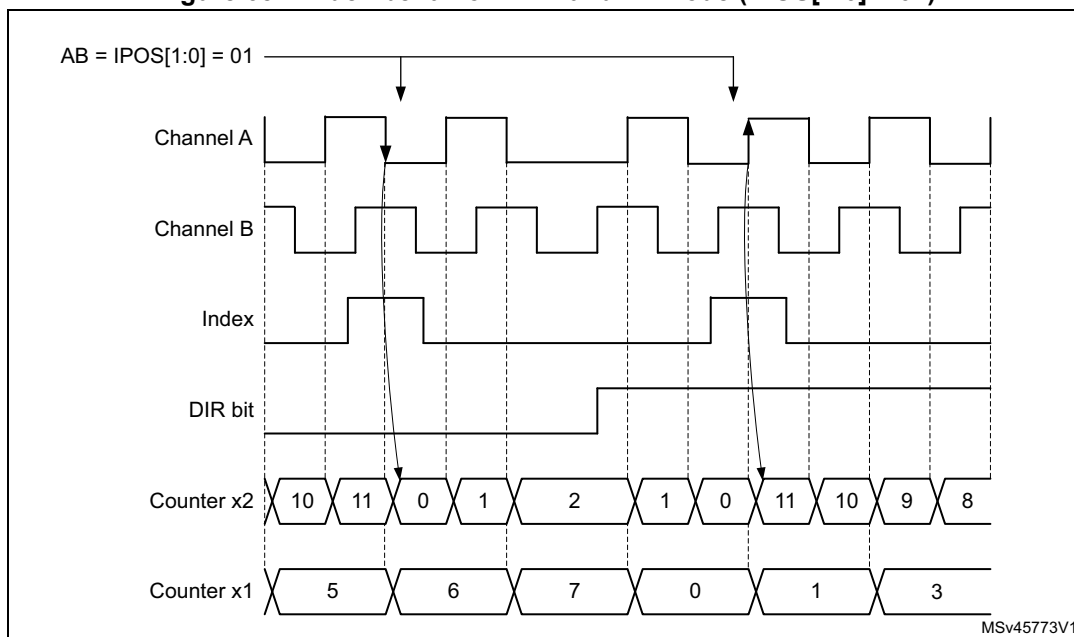 AB = IPOS[1:0] = 01
Channel A
Channel B
Index
DIR bit
Counter x2 10 11 0 1 2 1 0 11 10 9 8
Counter x1 5 6 7 0 1 3
MSv45773V1